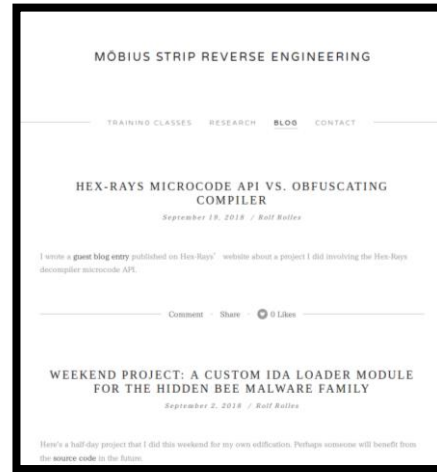 MÖBIUS STRIP REVERSE ENGINEERING
TRAINING CLASSES RESEARCH BLOG CONTACT
HEX-RAYS MICROCODE API VS. OBFUSCATING
COMPILER
September 19, 2018 / Rolf Rolles
I wrote a guest blog entry published on Hex-Rays' website about a project I did involving the Hex-Rays
decompiler microcode API.
Comment · Share · 0 Likes
WEEKEND PROJECT: A CUSTOM IDA LOADER MODULE
FOR THE HIDDEN BEE MALWARE FAMILY
September 2, 2018 / Rolf Rolles
Here's a half-day project that I did this weekend for my own edification. Perhaps someone will benefit from
the source code in the future.